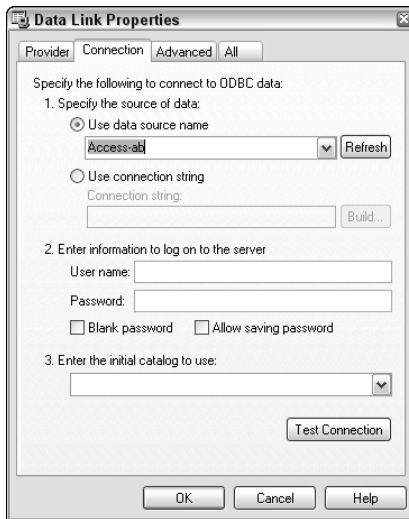 Data Link Properties
Provider Connection Advanced All
Specify the following to connect to ODBC data:
1. Specify the source of data:
Use data source name
Access-ab Refresh
Use connection string
Connection string:
Build...
2. Enter information to log on to the server
User name:
Password:
Blank password Allow saving password
3. Enter the initial catalog to use:
Test Connection
OK Cancel Help